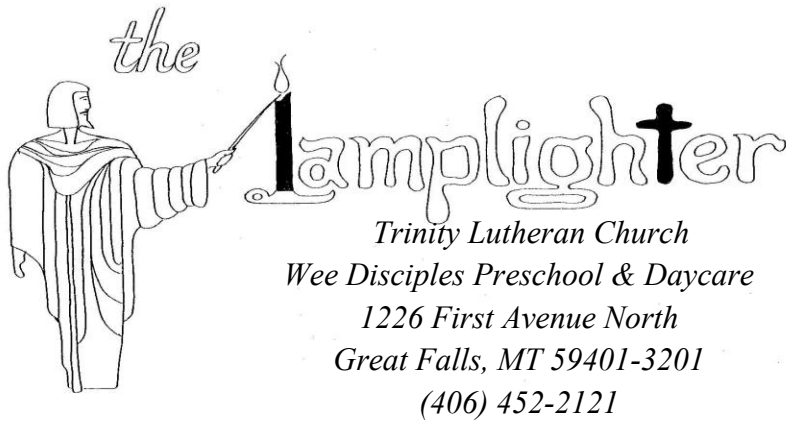 the
Lamplighter
Trinity Lutheran Church
Wee Disciples Preschool & Daycare
1226 First Avenue North
Great Falls, MT 59401-3201
(406) 452-2121